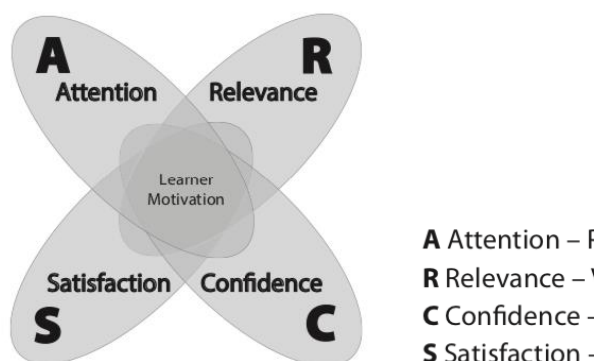 A
R
Attention
Relevance
Learner
Motivation
Satisfaction
Confidence
S
C
A Attention –
R Relevance –
C Confidence -
S Satisfaction -